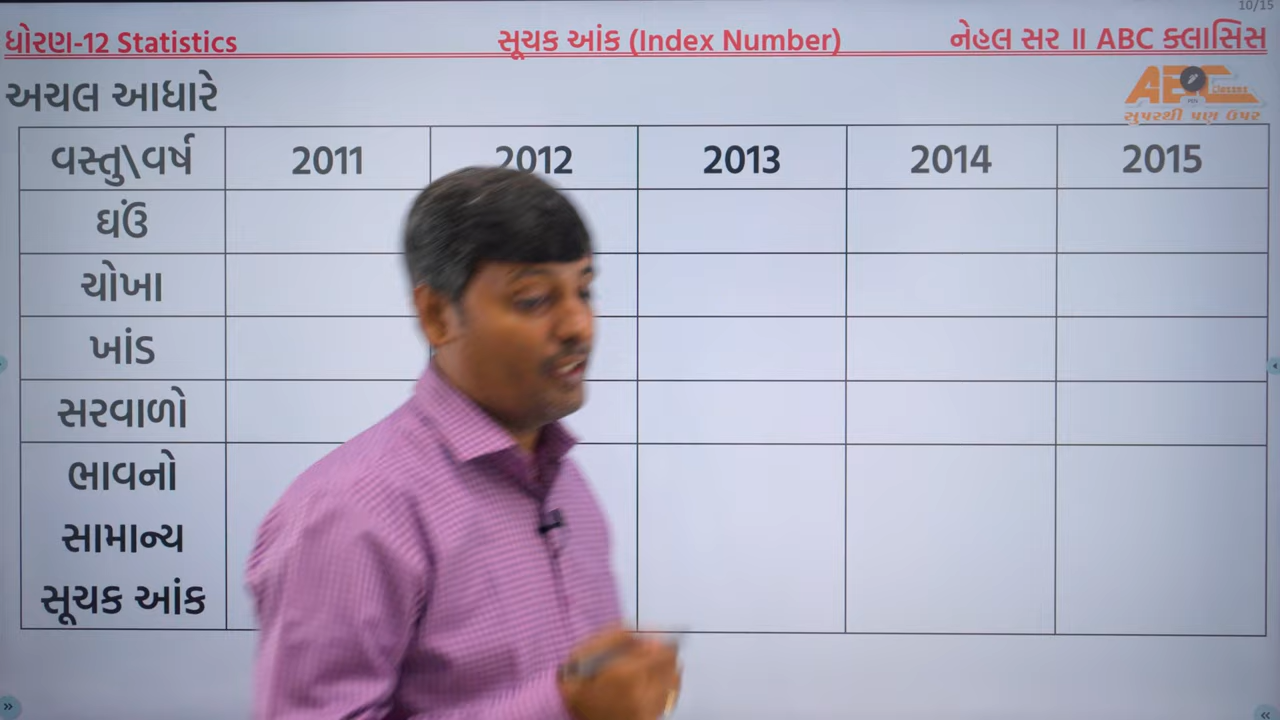 10/15
ધોરણ-12 Statistics સૂચક આંક (Index Number) નેહલ સર ॥ ABC ક્લાસિસ
અચલ આધારે
ABC Classes
સુપરથી પણ ઉપર
વસ્તુ\વર્ષ 2011 2012 2013 2014 2015
ઘઉં
ચોખા
ખાંડ
સરવાળો
ભાવનો
સામાન્ય
સૂચક આંક